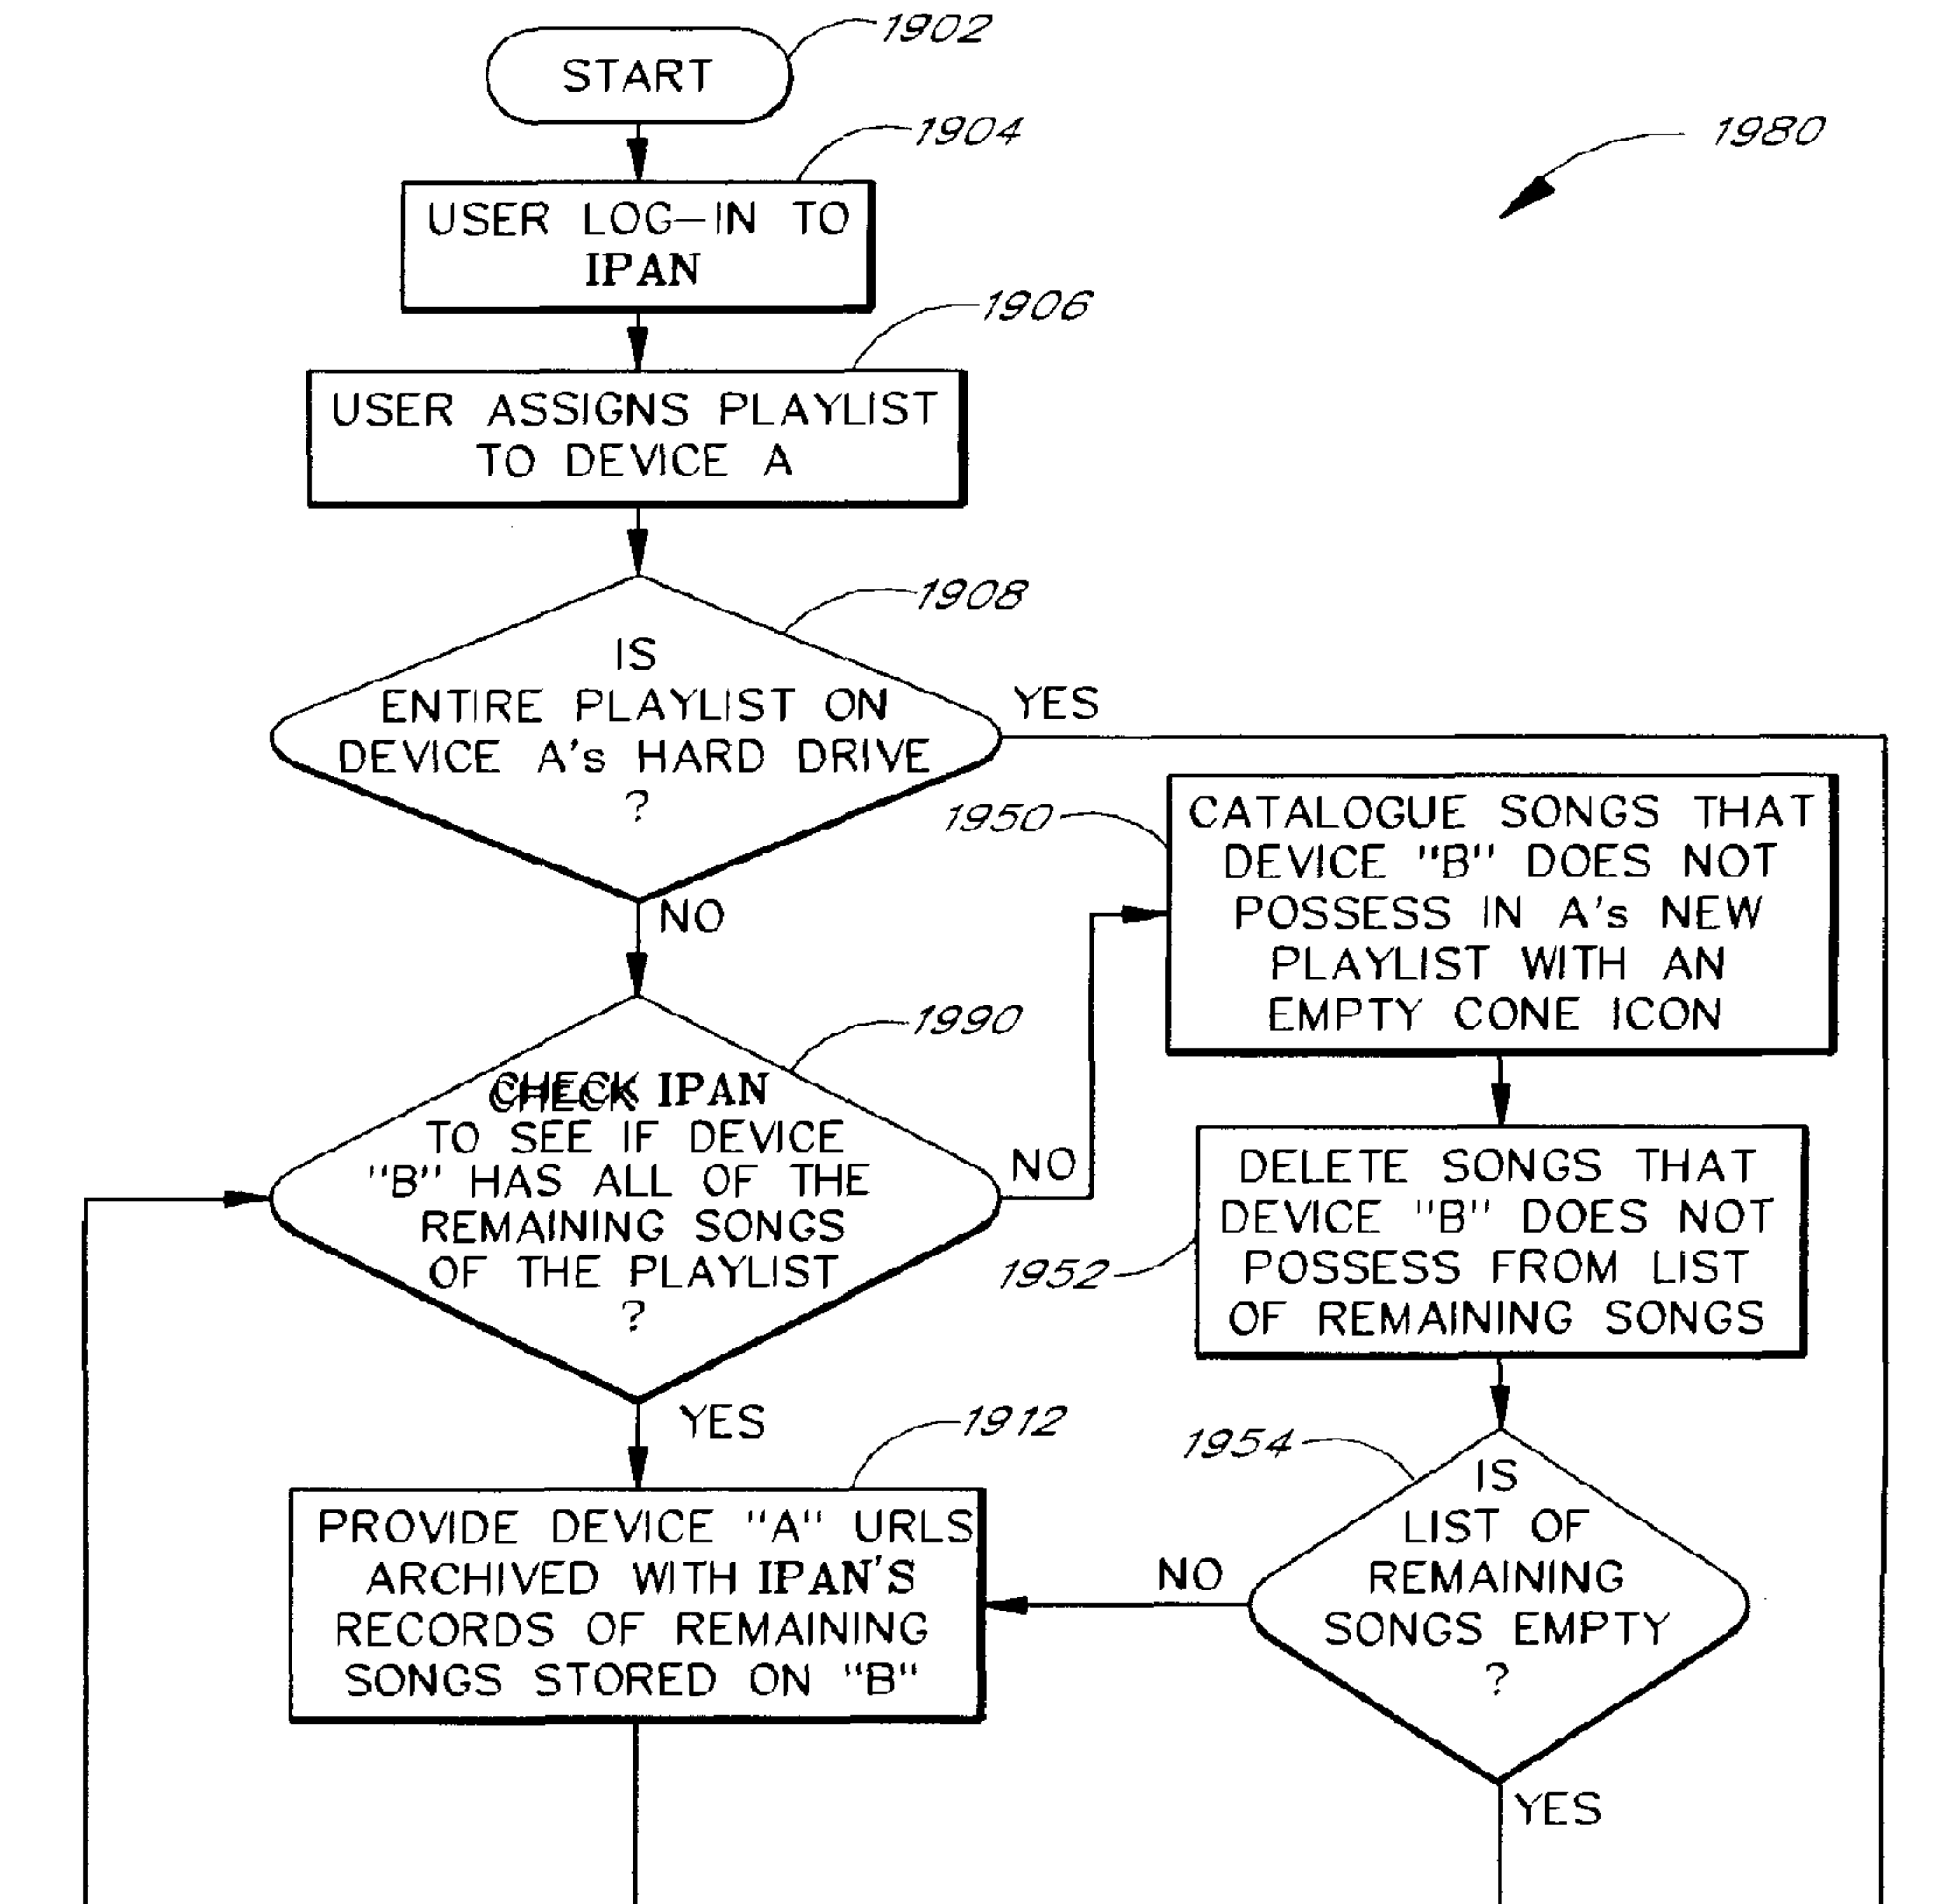 1902
START
1904
1980
USER LOG-IN TO
IPAN
1906
USER ASSIGNS PLAYLIST
TO DEVICE A
1908
IS
ENTIRE PLAYLIST ON
DEVICE A's HARD DRIVE
?
YES
NO
1950
CATALOGUE SONGS THAT
DEVICE "B" DOES NOT
POSSESS IN A's NEW
PLAYLIST WITH AN
EMPTY CONE ICON
1990
CHECK IPAN
TO SEE IF DEVICE
"B" HAS ALL OF THE
REMAINING SONGS
OF THE PLAYLIST
?
NO
YES
1952
DELETE SONGS THAT
DEVICE "B" DOES NOT
POSSESS FROM LIST
OF REMAINING SONGS
1912
PROVIDE DEVICE "A" URLS
ARCHIVED WITH IPAN'S
RECORDS OF REMAINING
SONGS STORED ON "B"
1954
IS
LIST OF
REMAINING
SONGS EMPTY
?
NO
YES